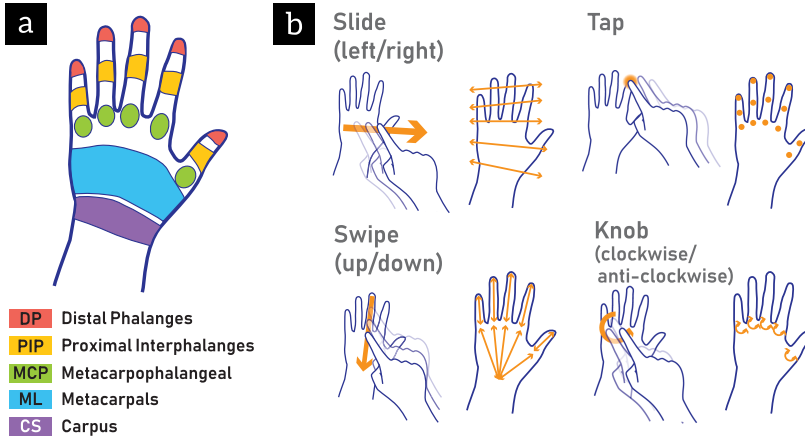 a
DP Distal Phalanges
PIP Proximal Interphalanges
MCP Metacarpophalangeal
ML Metacarpals
CS Carpus
b
Slide
(left/right)
Tap
Swipe
(up/down)
Knob
(clockwise/
anti-clockwise)